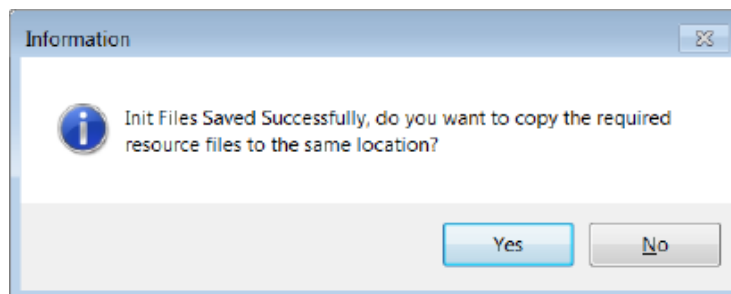 Information
Init Files Saved Successfully, do you want to copy the required
resource files to the same location?
Yes
No